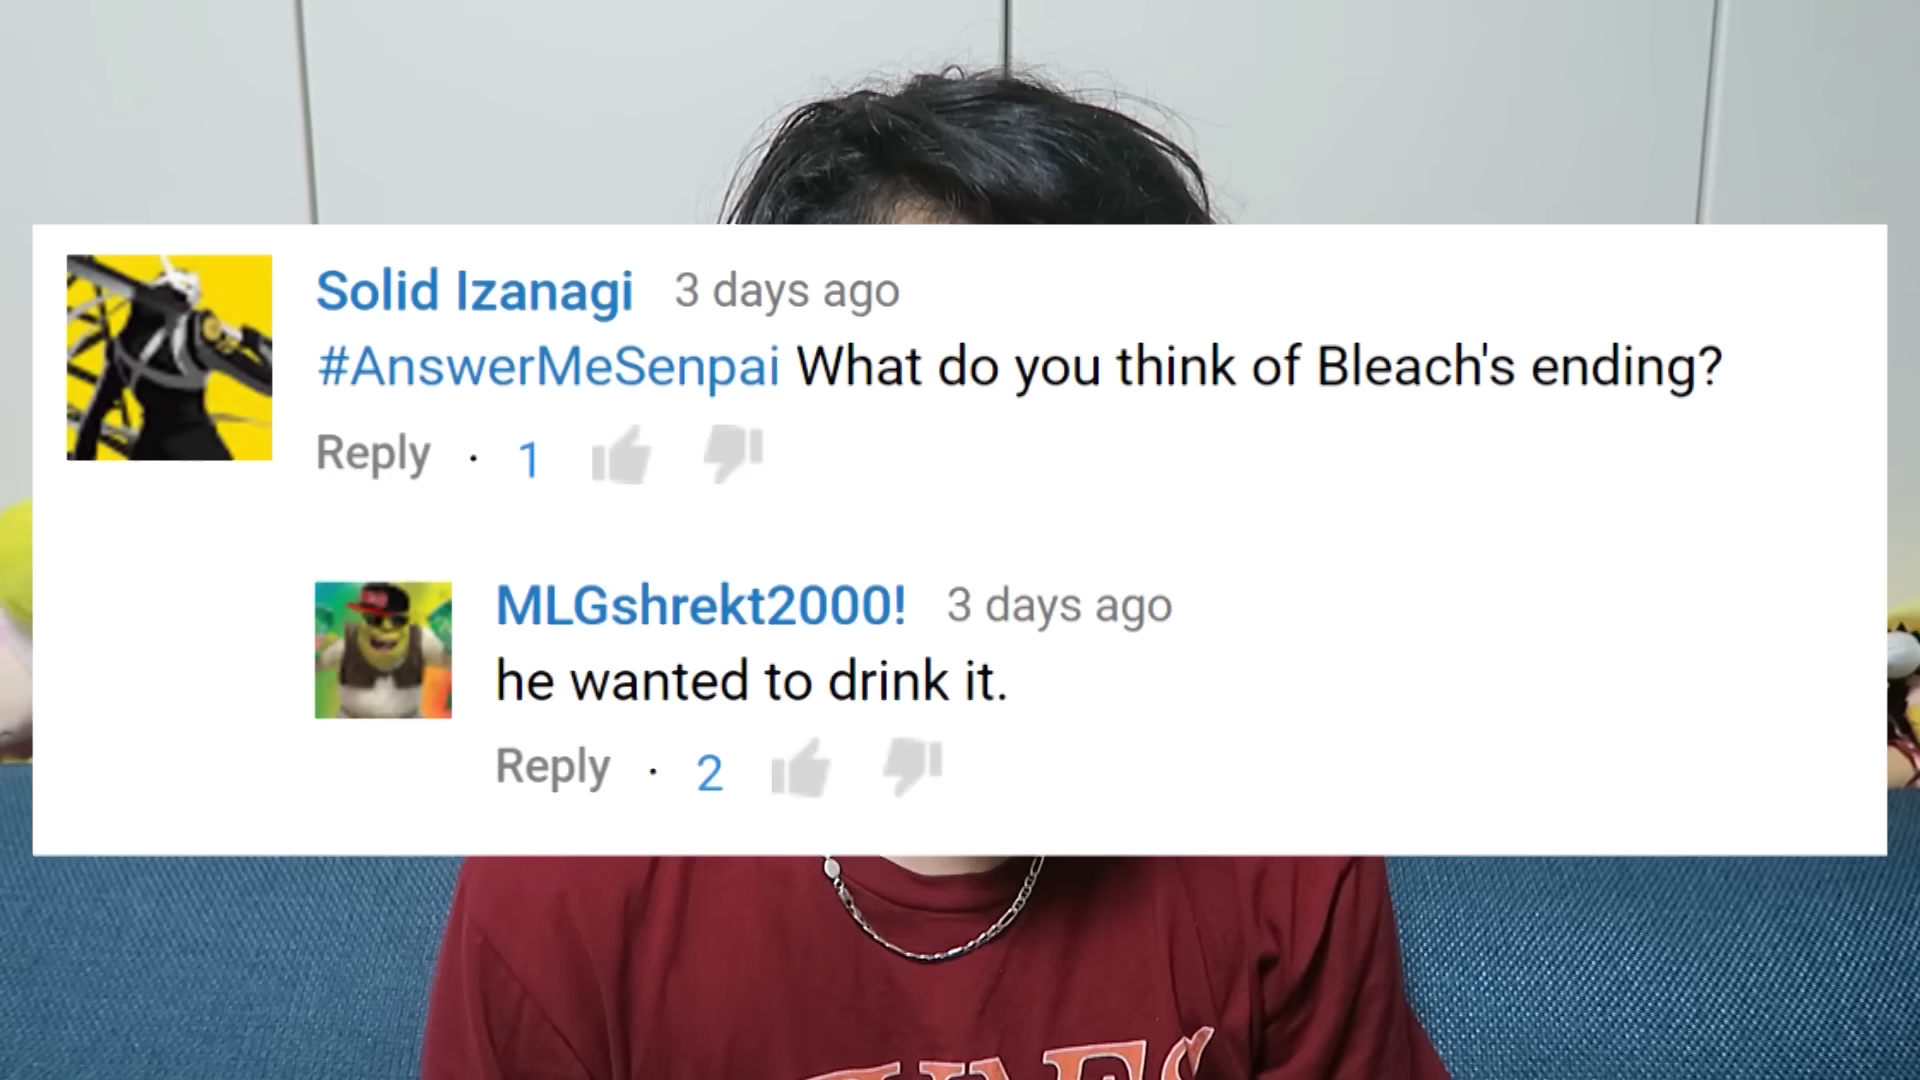 Solid Izanagi 3 days ago
#AnswerMeSenpai What do you think of Bleach's ending?
Reply · 1
MLGshrekt2000! 3 days ago
he wanted to drink it.
Reply · 2